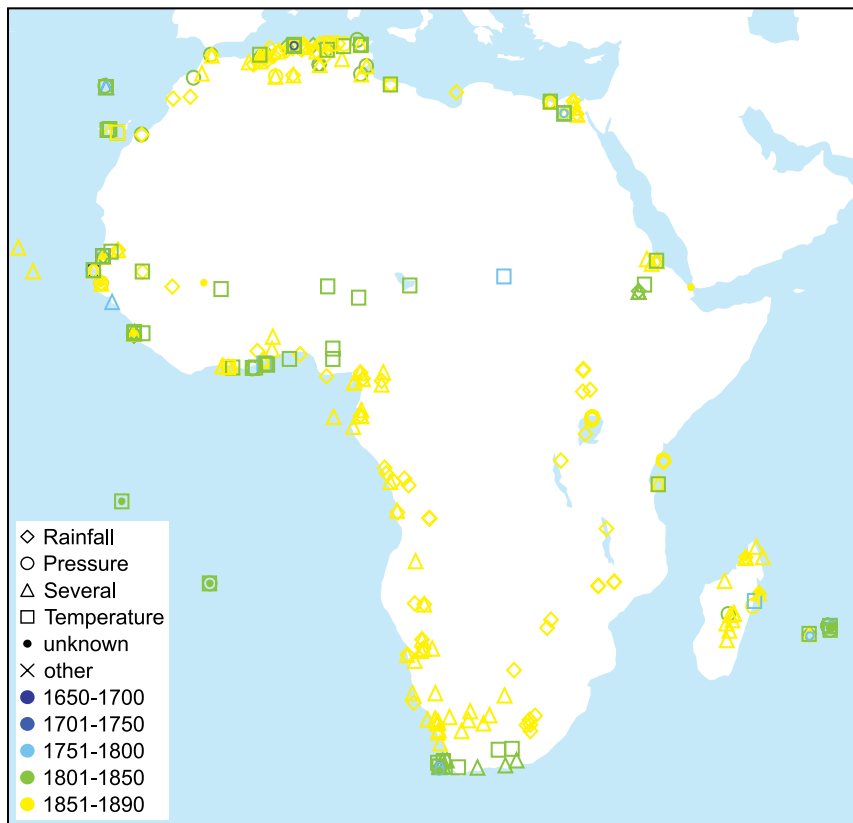 Rainfall
Pressure
Several
Temperature
unknown
other
1650-1700
1701-1750
1751-1800
1801-1850
1851-1890